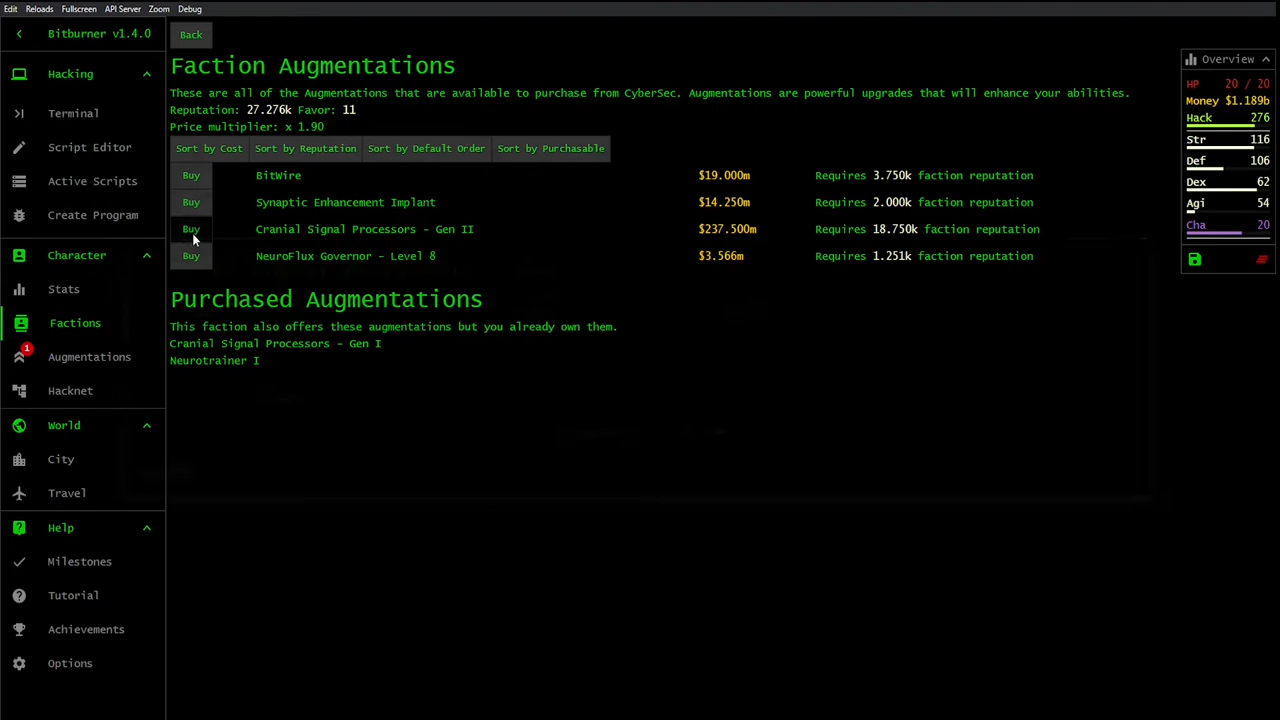 Edit Reloads Fullscreen API Server Zoom Debug
Bitburner v1.4.0
Hacking
Terminal
Script Editor
Active Scripts
Create Program
Character
Stats
Factions
1
Augmentations
Hacknet
World
City
Travel
Help
Milestones
Tutorial
Achievements
Options
Back
Faction Augmentations
These are all of the Augmentations that are available to purchase from CyberSec. Augmentations are powerful upgrades that will enhance your abilities.
Reputation: 27.276k Favor: 11
Price multiplier: x 1.90
Sort by Cost Sort by Reputation Sort by Default Order Sort by Purchasable
Buy BitWire $19.000m Requires 3.750k faction reputation
Buy Synaptic Enhancement Implant $14.250m Requires 2.000k faction reputation
Buy Cranial Signal Processors - Gen II $237.500m Requires 18.750k faction reputation
Buy NeuroFlux Governor - Level 8 $3.566m Requires 1.251k faction reputation
Purchased Augmentations
This faction also offers these augmentations but you already own them.
Cranial Signal Processors - Gen I
Neurotrainer I
Overview
HP 20 / 20
Money $1.189b
Hack 276
Str 116
Def 106
Dex 62
Agi 54
Cha 20